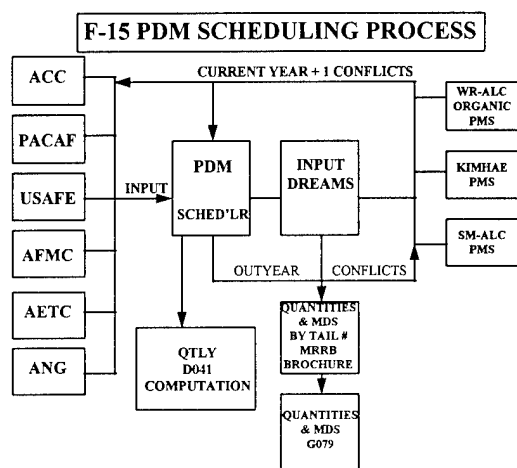 F-15 PDM SCHEDULING PROCESS
ACC
PACAF
USAFE
AFMC
AETC
ANG
CURRENT YEAR + 1 CONFLICTS
INPUT
PDM
SCHED'LR
INPUT
DREAMS
WR-ALC
ORGANIC
PMS
KIMHAE
PMS
SM-ALC
PMS
OUTYEAR CONFLICTS
QTLY
D041
COMPUTATION
QUANTITIES
& MDS
BY TAIL #
MRRB
BROCHURE
QUANTITIES
& MDS
G079